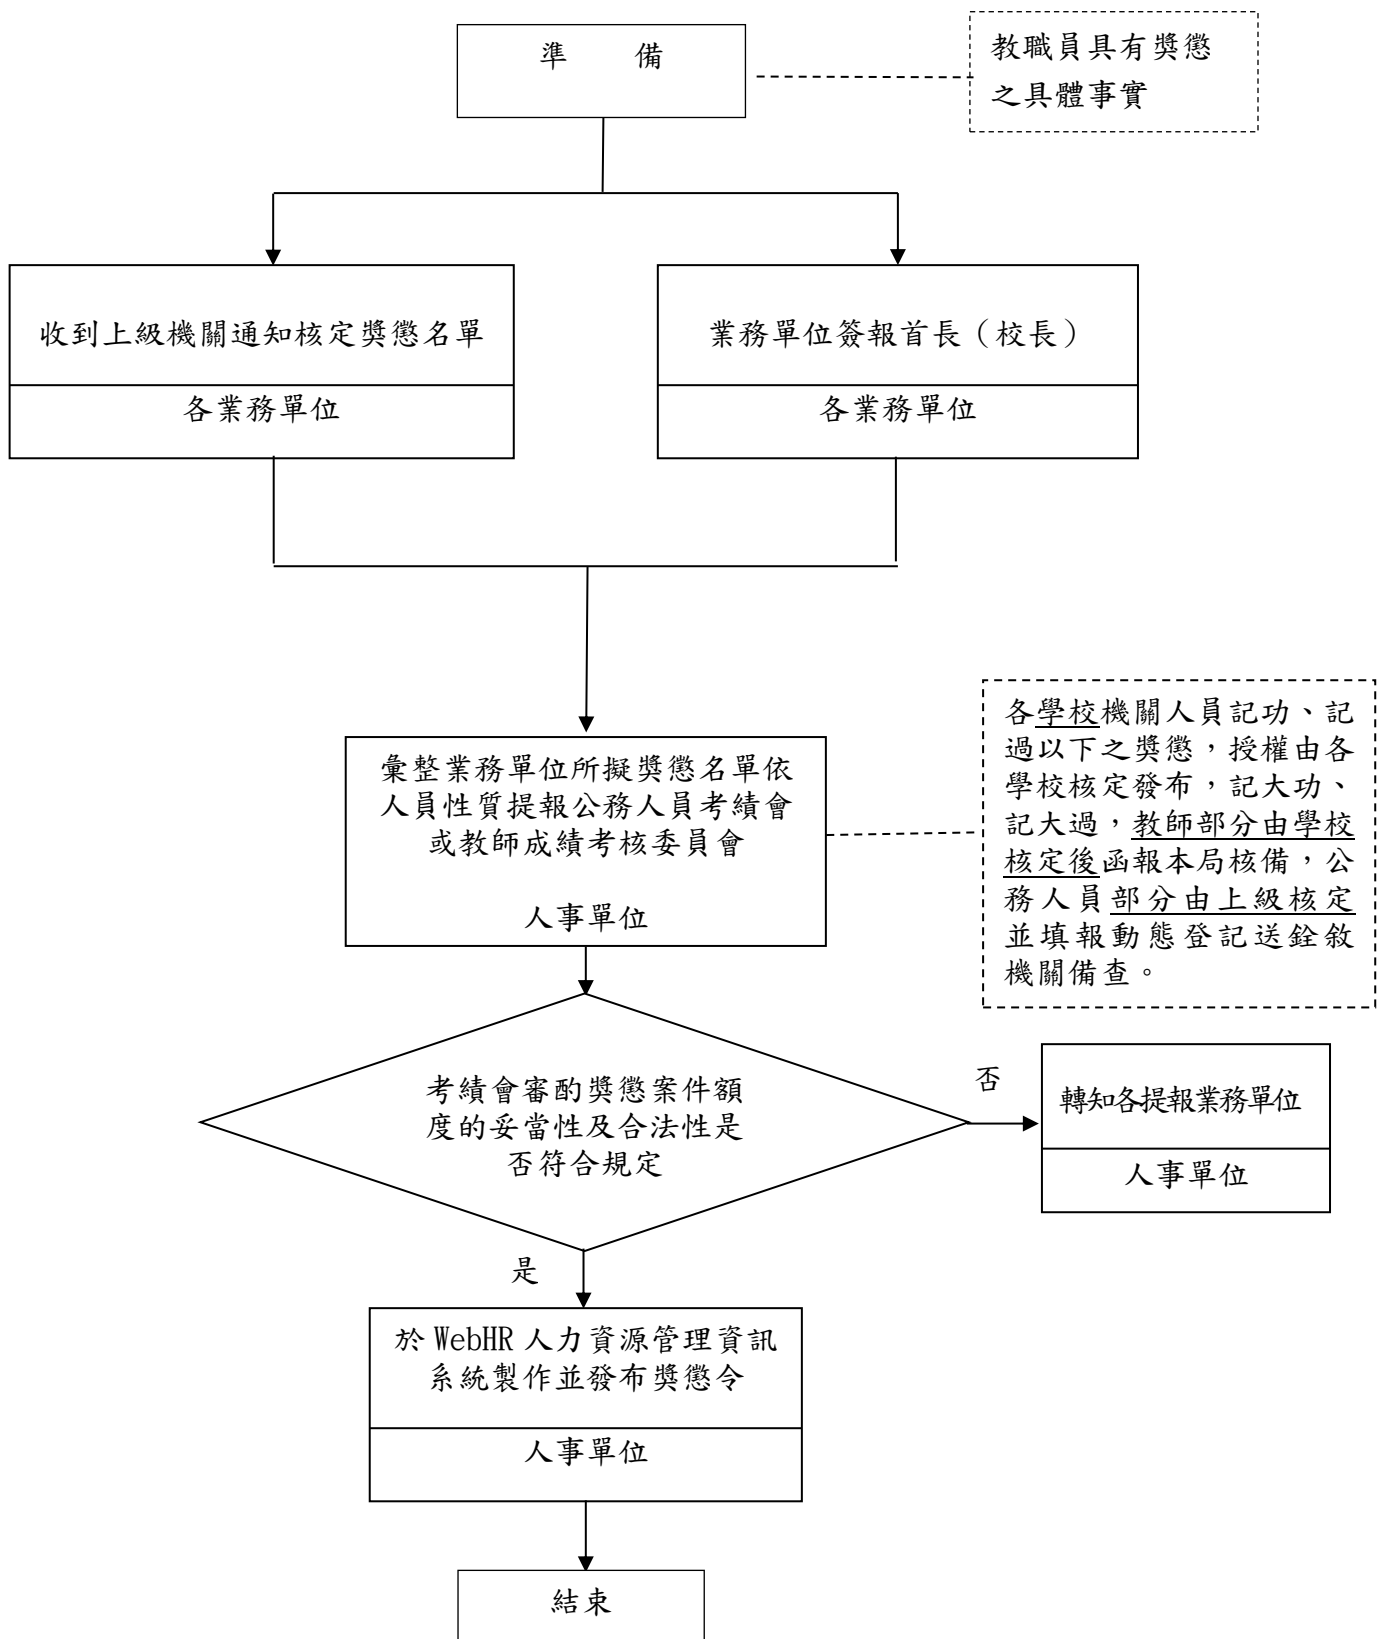 準　　備
教職員具有獎懲
之具體事實
收到上級機關通知核定獎懲名單
各業務單位
業務單位簽報首長（校長）
各業務單位
彙整業務單位所擬獎懲名單依
人員性質提報公務人員考績會
或教師成績考核委員會
人事單位
各學校機關人員記功、記
過以下之獎懲，授權由各
學校核定發布，記大功、
記大過，教師部分由學校
核定後函報本局核備，公
務人員部分由上級核定
並填報動態登記送銓敘
機關備查。
考績會審酌獎懲案件額
度的妥當性及合法性是
否符合規定
否
轉知各提報業務單位
人事單位
是
於 WebHR 人力資源管理資訊
系統製作並發布獎懲令
人事單位
結束